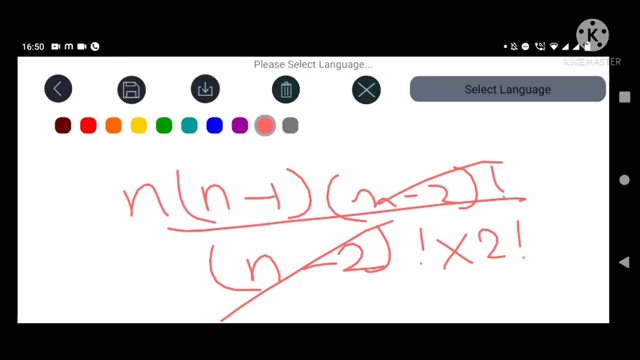 16:50
K
KINEMASTER
Please Select Language...
Select Language
n(n-1)(n-2)!
(n-2)!×2!